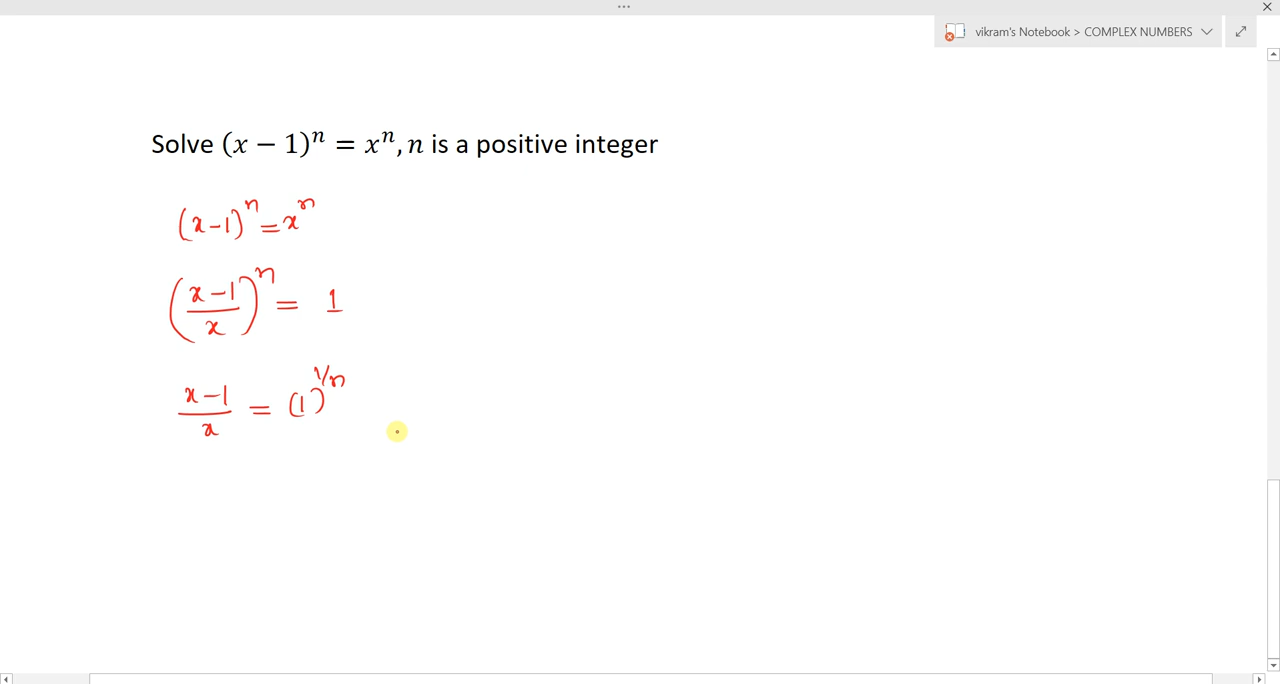 vikram's Notebook > COMPLEX NUMBERS
Solve (x − 1)ⁿ = xⁿ, n is a positive integer
(x-1)ⁿ = xⁿ
((x-1)/x)ⁿ = 1
(x-1)/x = (1)^(1/n)